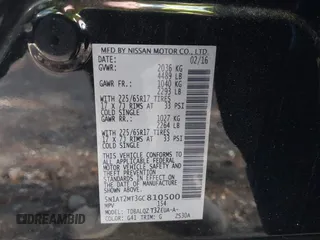 MFD BY NISSAN MOTOR CO., LTD.
DATE: 02/16
GVWR: 2036 KG
4489 LB
GAWR FR: 1040 KG
2293 LB
WITH 225/65R17 TIRES
17 X 7J RIMS AT 33 PSI
COLD SINGLE
GAWR RR: 1027 KG
2264 LB
WITH 225/65R17 TIRES
17 X 7J RIMS AT 33 PSI
COLD SINGLE
THIS VEHICLE CONFORMS TO ALL
APPLICABLE FEDERAL MOTOR
VEHICLE SAFETY AND THEFT
PREVENTION STANDARDS IN
EFFECT ON THE DATE OF
MANUFACTURE SHOWN ABOVE
5N1AT2MT3GC810500
MPV
COLOR: G41 TRIM: G